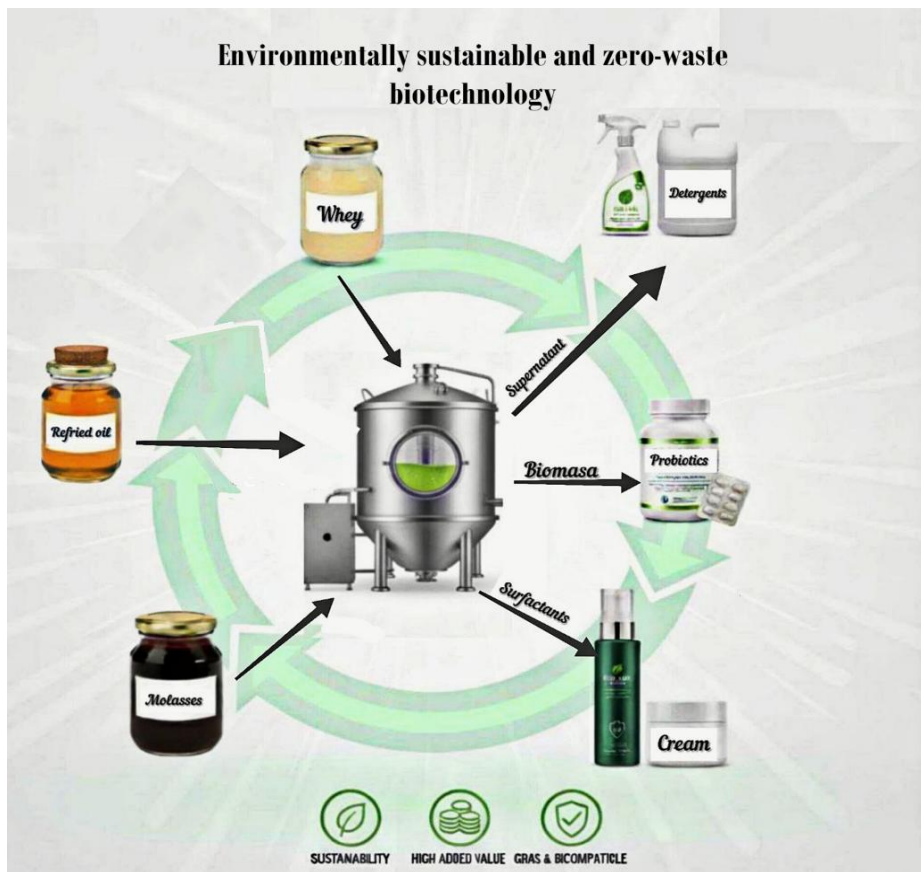 Environmentally sustainable and zero-waste
biotechnology
Whey
Detergents
Refried oil
Supernatant
Biomasa
Probiotics
Surfactants
Molasses
Cream
SUSTANABILITY
HIGH ADDED VALUE
GRAS & BICOMPATICLE